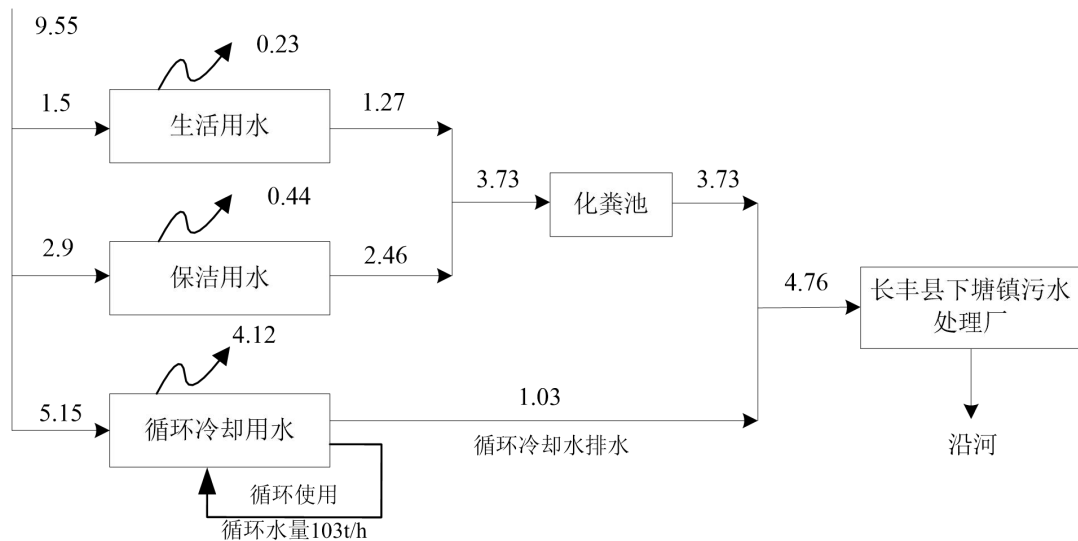 9.55
0.23
1.5
生活用水
1.27
3.73
化粪池
3.73
0.44
2.9
保洁用水
2.46
4.76
长丰县下塘镇污水
处理厂
4.12
5.15
循环冷却用水
1.03
循环冷却水排水
沿河
循环使用
循环水量103t/h